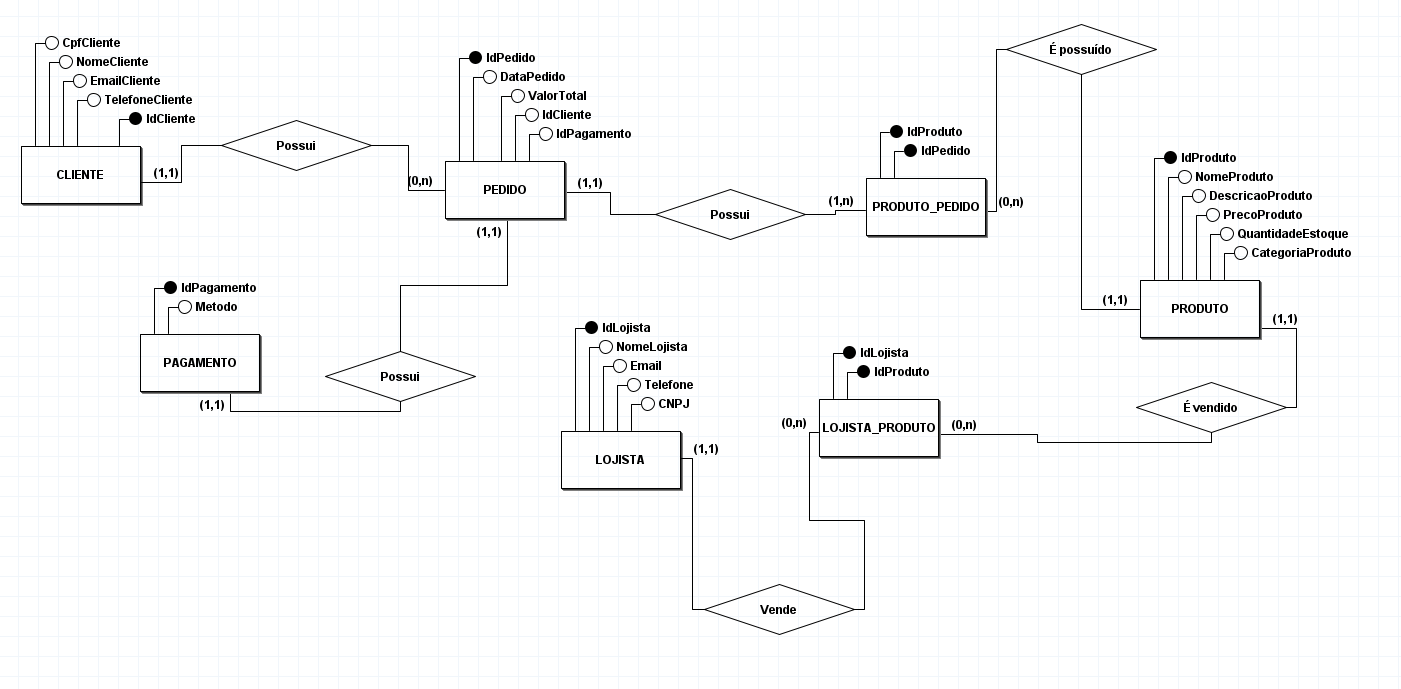 CpfCliente
NomeCliente
EmailCliente
TelefoneCliente
IdCliente
CLIENTE
(1,1)
Possui
(0,n)
IdPedido
DataPedido
ValorTotal
IdCliente
IdPagamento
PEDIDO
(1,1)
(1,1)
Possui
(1,n)
IdProduto
IdPedido
PRODUTO_PEDIDO
(0,n)
É possuído
(1,1)
IdProduto
NomeProduto
DescricaoProduto
PrecoProduto
QuantidadeEstoque
CategoriaProduto
PRODUTO
(1,1)
IdPagamento
Metodo
PAGAMENTO
(1,1)
Possui
IdLojista
NomeLojista
Email
Telefone
CNPJ
LOJISTA
(1,1)
IdLojista
IdProduto
(0,n)
LOJISTA_PRODUTO
(0,n)
É vendido
Vende